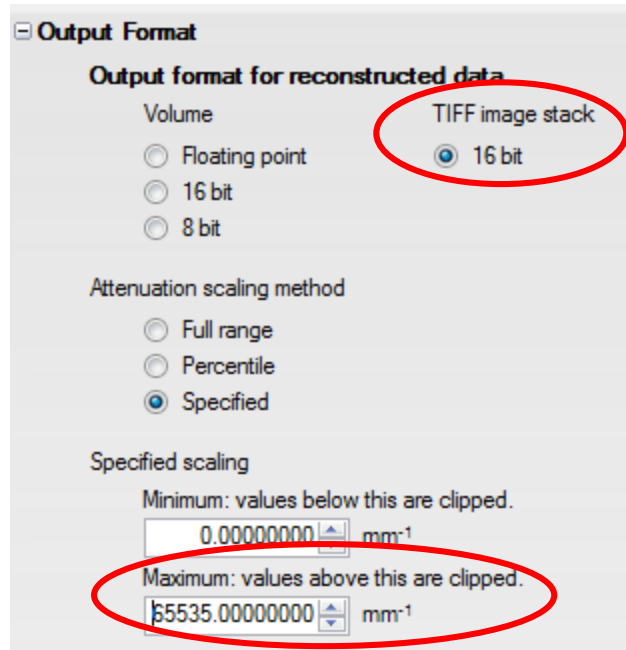 Output Format
Output format for reconstructed data
Volume
TIFF image stack
Floating point
16 bit
16 bit
8 bit
Attenuation scaling method
Full range
Percentile
Specified
Specified scaling
Minimum: values below this are clipped.
0.00000000 mm-1
Maximum: values above this are clipped.
65535.00000000 mm-1